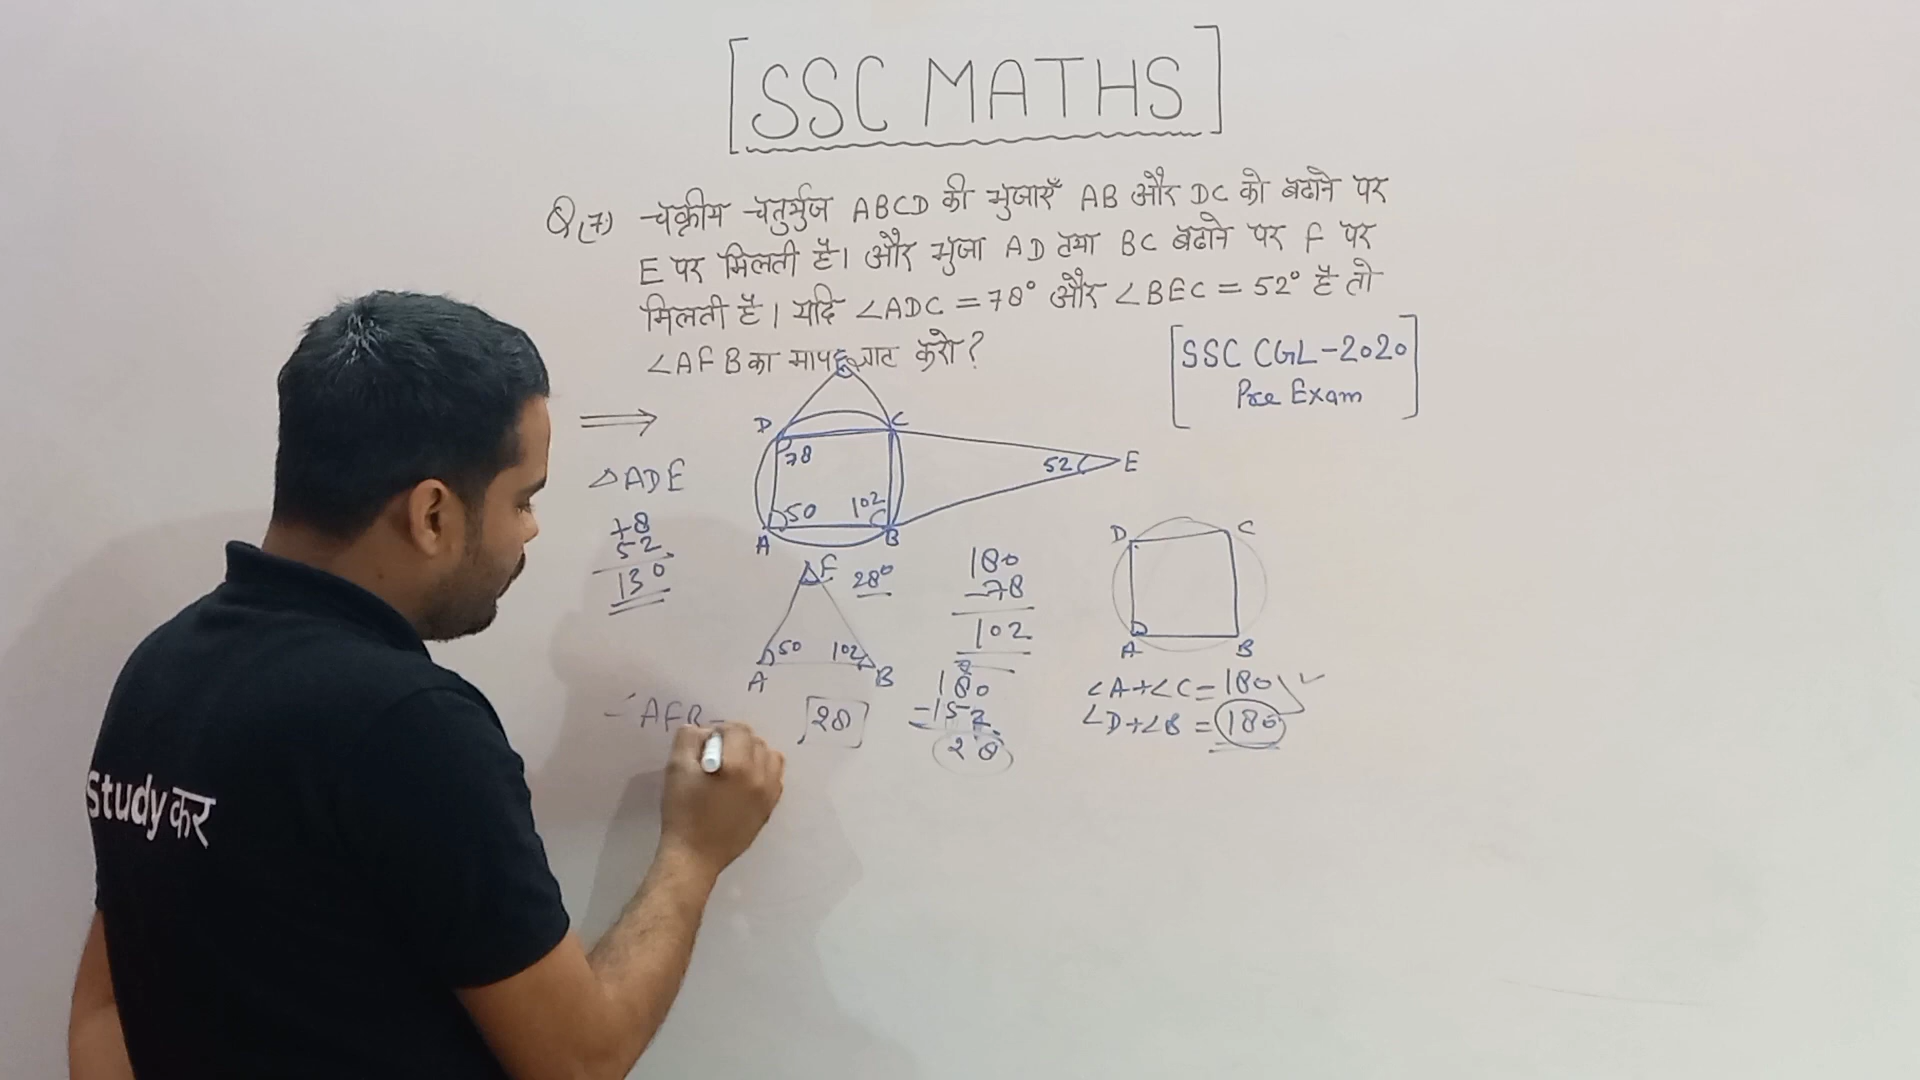 [SSC MATHS]
Q(7) चक्रीय चतुर्भुज ABCD की भुजाएँ AB और DC को बढाने पर
E पर मिलती है। और भुजा AD तथा BC बढाने पर F पर
मिलती है। यदि ∠ADC = 78° और ∠BEC = 52° है तो
∠AFB का माप ज्ञात करो?
[SSC CGL-2020
Pre Exam]
⟹
D C
78
52 E
50 102
A B
△ADE
78
52
130
F 28°
50 102
A B
180
-78
102
180
-152
28
D C
A B
∠A+∠C=180
∠D+∠B=180
AFB = [28]
Study कर